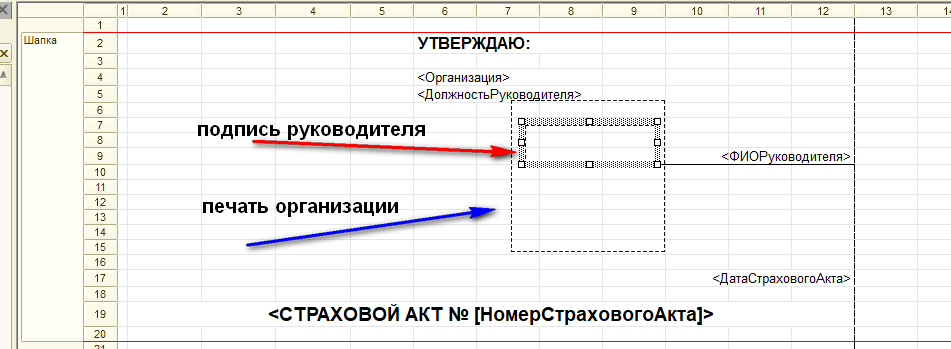 1 2 3 4 5 6 7 8 9 10 11 12 13 14
1
Шапка
2 УТВЕРЖДАЮ:
3
4 <Организация>
5 <ДолжностьРуководителя>
6
7
подпись руководителя
8
9 <ФИОРуководителя>
10
11
12 печать организации
13
14
15
16
17 <ДатаСтраховогоАкта>
18
19 <СТРАХОВОЙ АКТ № [НомерСтраховогоАкта]>
20
21